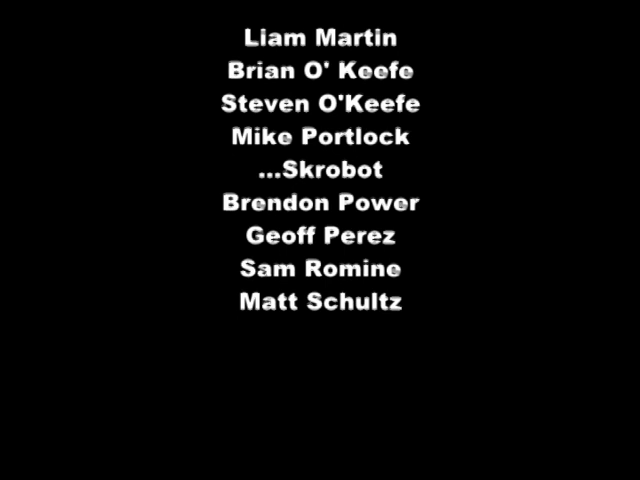 Liam Martin
Brian O' Keefe
Steven O'Keefe
Mike Portlock
...Skrobot
Brendon Power
Geoff Perez
Sam Romine
Matt Schultz